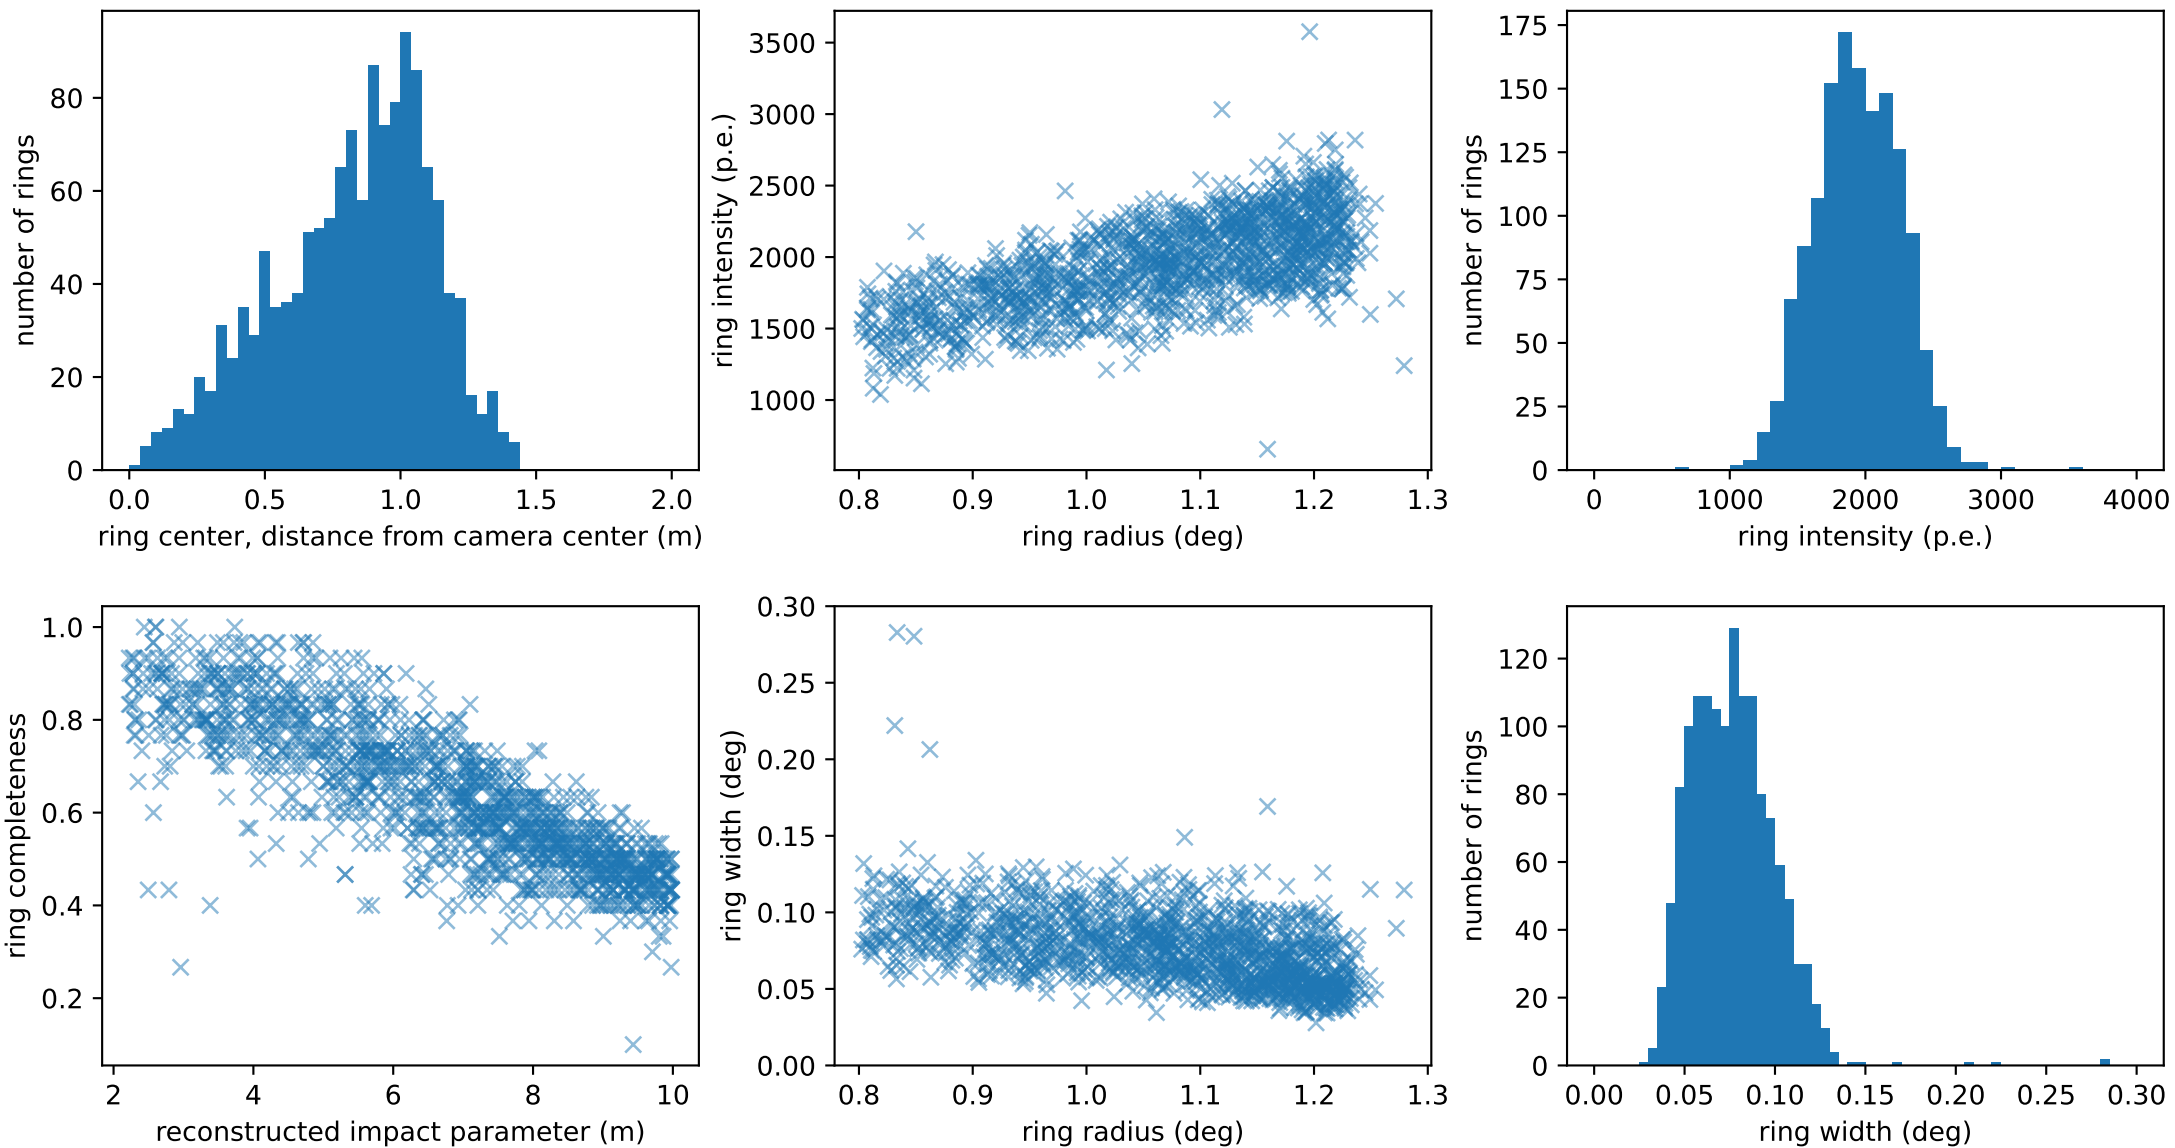 number of rings
80
60
40
20
0
0.0 0.5 1.0 1.5 2.0
ring center, distance from camera center (m)
ring intensity (p.e.)
3500
3000
2500
2000
1500
1000
0.8 0.9 1.0 1.1 1.2 1.3
ring radius (deg)
number of rings
175
150
125
100
75
50
25
0
0 1000 2000 3000 4000
ring intensity (p.e.)
ring completeness
1.0
0.8
0.6
0.4
0.2
2 4 6 8 10
reconstructed impact parameter (m)
ring width (deg)
0.30
0.25
0.20
0.15
0.10
0.05
0.00
0.8 0.9 1.0 1.1 1.2 1.3
ring radius (deg)
number of rings
120
100
80
60
40
20
0
0.00 0.05 0.10 0.15 0.20 0.25 0.30
ring width (deg)